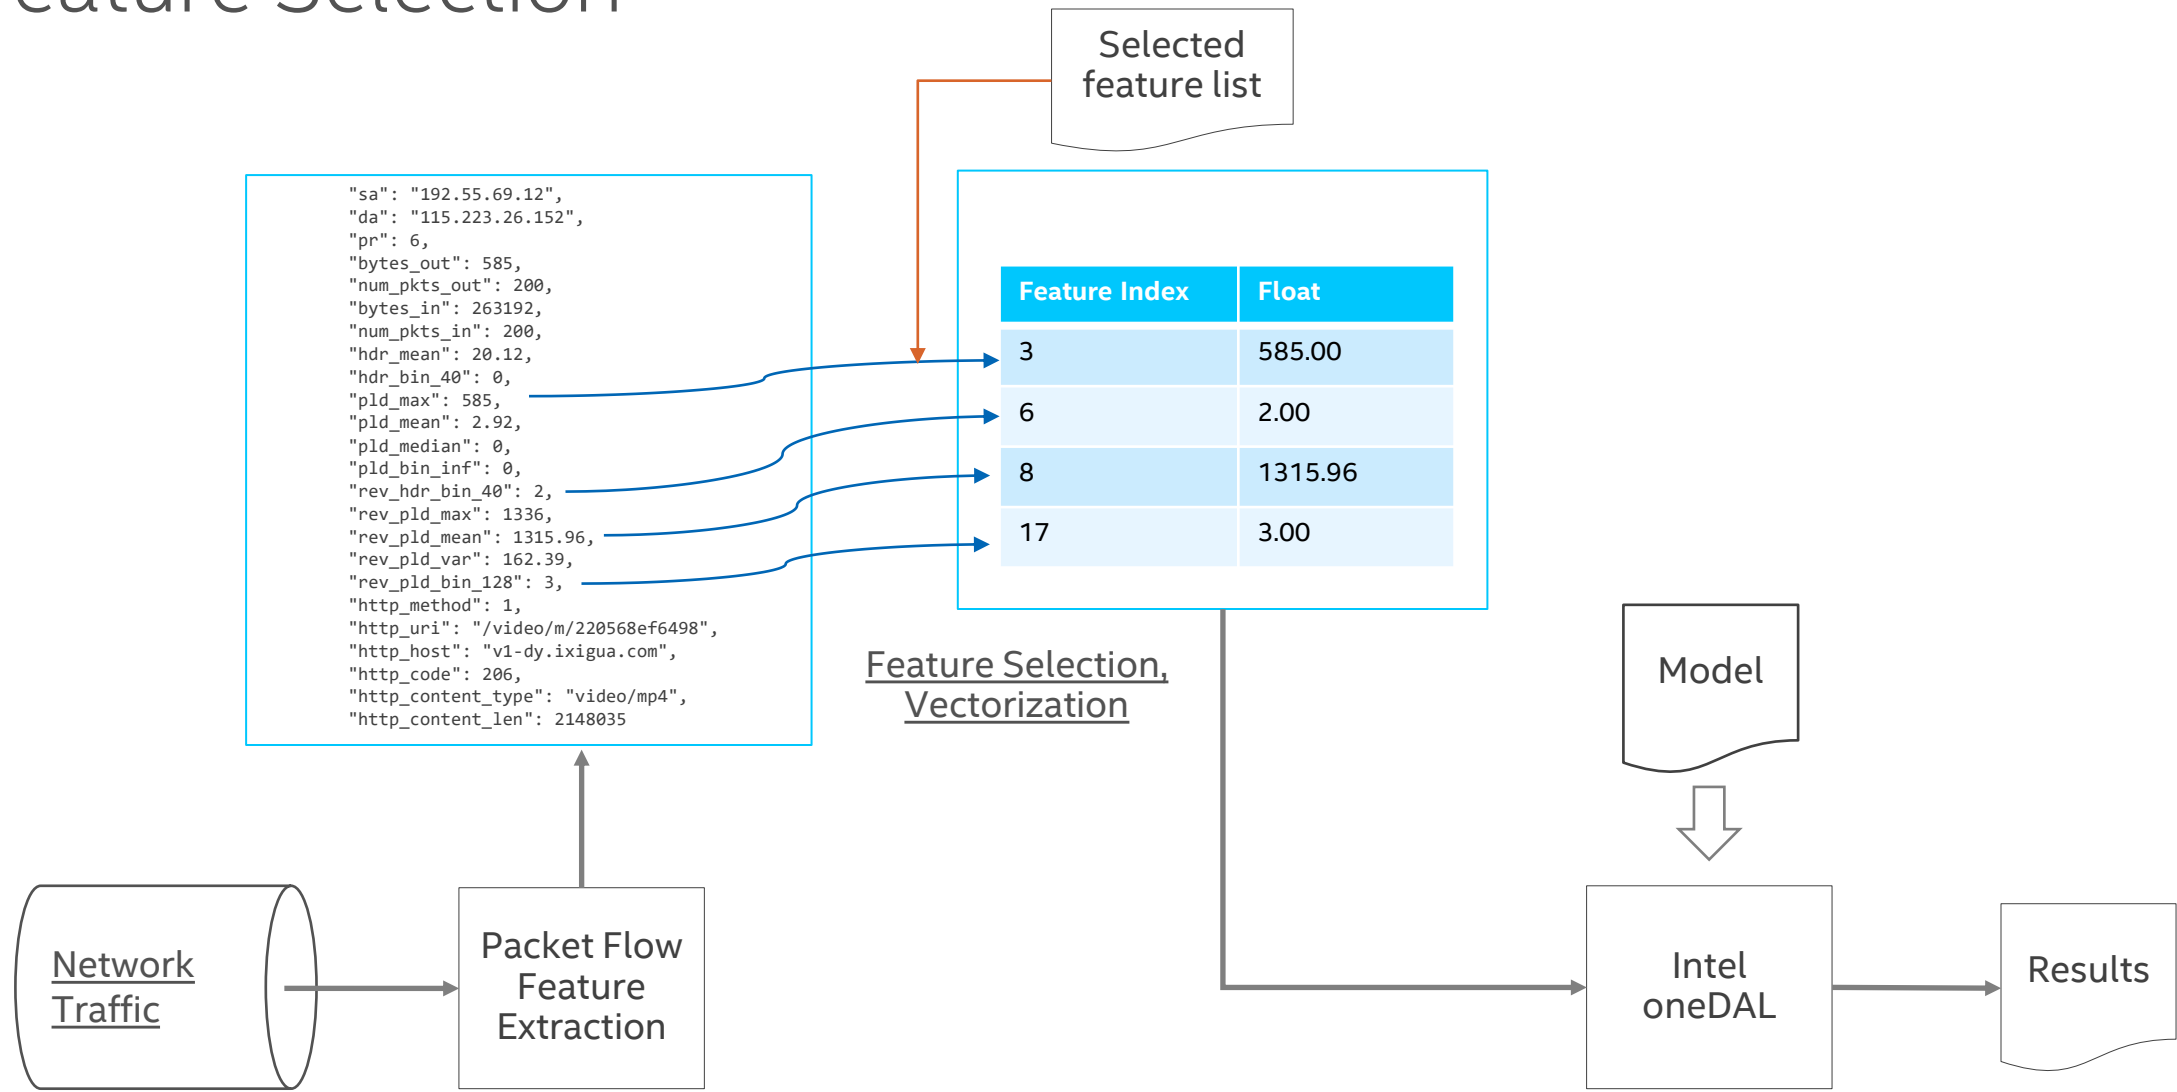 eature Selection
Selected
feature list
"sa": "192.55.69.12",
"da": "115.223.26.152",
"pr": 6,
"bytes_out": 585,
"num_pkts_out": 200,
"bytes_in": 263192,
"num_pkts_in": 200,
"hdr_mean": 20.12,
"hdr_bin_40": 0,
"pld_max": 585,
"pld_mean": 2.92,
"pld_median": 0,
"pld_bin_inf": 0,
"rev_hdr_bin_40": 2,
"rev_pld_max": 1336,
"rev_pld_mean": 1315.96,
"rev_pld_var": 162.39,
"rev_pld_bin_128": 3,
"http_method": 1,
"http_uri": "/video/m/220568ef6498",
"http_host": "v1-dy.ixigua.com",
"http_code": 206,
"http_content_type": "video/mp4",
"http_content_len": 2148035
Feature Index Float
3 585.00
6 2.00
8 1315.96
17 3.00
Feature Selection,
Vectorization
Model
Network
Traffic
Packet Flow
Feature
Extraction
Intel
oneDAL
Results